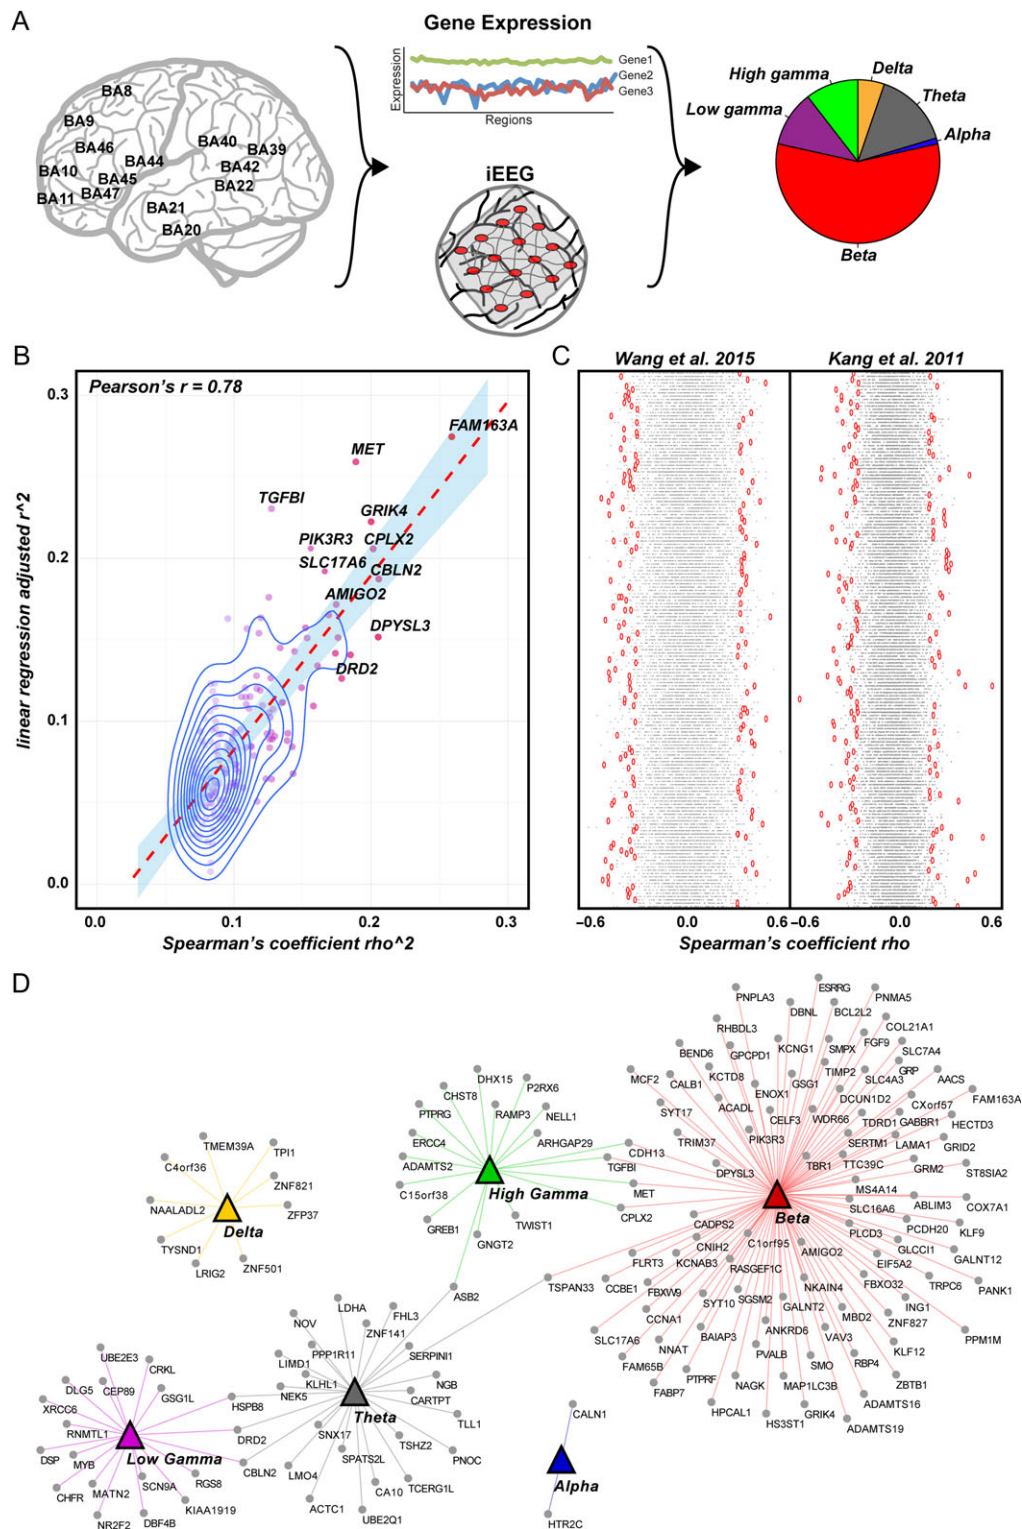 A
Gene Expression
BA8
BA9
BA46
BA44
BA40
BA39
BA10
BA45
BA42
BA11
BA47
BA22
BA21
BA20
Expression
Gene1
Gene2
Gene3
Regions
iEEG
High gamma
Delta
Low gamma
Theta
Alpha
Beta
B
Pearson's r = 0.78
linear regression adjusted r^2
0.3
0.2
0.1
0.0
FAM163A
MET
TGFBI
GRIK4
PIK3R3
CPLX2
SLC17A6
CBLN2
AMIGO2
DPYSL3
DRD2
0.0
0.1
0.2
0.3
Spearman's coefficient rho^2
C
Wang et al. 2015
Kang et al. 2011
−0.6
0.0
0.6
−0.6
0.0
0.6
Spearman's coefficient rho
D
TMEM39A
TPI1
C4orf36
ZNF821
NAALADL2
ZFP37
Delta
TYSND1
LRIG2
ZNF501
DHX15
CHST8
P2RX6
PTPRG
RAMP3
NELL1
ERCC4
ARHGAP29
ADAMTS2
C15orf38
High Gamma
GREB1
TWIST1
GNGT2
CDH13
TGFBI
MET
CPLX2
ASB2
TSPAN33
ESRRG
PNPLA3
DBNL
PNMA5
BCL2L2
RHBDL3
COL21A1
BEND6
GPCPD1
KCNG1
SMPX
FGF9
SLC7A4
MCF2
CALB1
KCTD8
TIMP2
SLC4A3
GRP
AACS
ENOX1
GSG1
DCUN1D2
CXorf57
FAM163A
SYT17
ACADL
CELF3
WDR66
TDRD1
GABBR1
HECTD3
TRIM37
PIK3R3
SERTM1
LAMA1
GRID2
DPYSL3
TBR1
TTC39C
GRM2
ST8SIA2
MS4A14
ABLIM3
COX7A1
Beta
SLC16A6
CADPS2
PLCD3
PCDH20
KLF9
C1orf95
GLCCI1
FLRT3
CNIH2
AMIGO2
EIF5A2
GALNT12
CCBE1
KCNAB3
RASGEF1C
FBXO32
TRPC6
PANK1
FBXW9
NKAIN4
SYT10
SGSM2
GALNT2
MBD2
ING1
ZNF827
CCNA1
SLC17A6
NNAT
BAIAP3
ANKRD6
VAV3
KLF12
PPM1M
FAM65B
PVALB
SMO
RBP4
FABP7
PTPRF
NAGK
MAP1LC3B
ZBTB1
HPCAL1
GRIK4
ADAMTS16
HS3ST1
ADAMTS19
LDHA
NOV
FHL3
ZNF141
PPP1R11
LIMD1
SERPINI1
KLHL1
NGB
NEK5
CARTPT
Theta
TLL1
SNX17
TSHZ2
SPATS2L
PNOC
LMO4
CA10
TCERG1L
ACTC1
UBE2Q1
HSPB8
DRD2
CBLN2
UBE2E3
CRKL
DLG5
CEP89
GSG1L
XRCC6
RNMTL1
DSP
Low Gamma
MYB
SCN9A
RGS8
CHFR
MATN2
KIAA1919
NR2F2
DBF4B
CALN1
Alpha
HTR2C